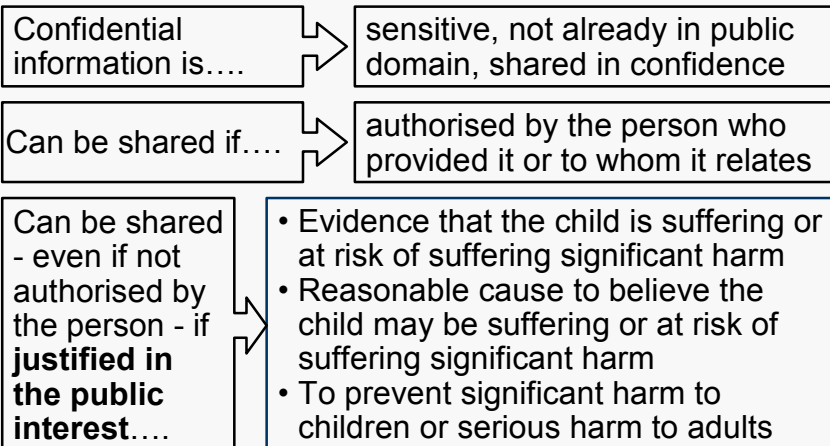 Confidential
information is….
sensitive, not already in public
domain, shared in confidence
Can be shared if….
authorised by the person who
provided it or to whom it relates
Can be shared
- even if not
authorised by
the person - if
justified in
the public
interest….
• Evidence that the child is suffering or
at risk of suffering significant harm
• Reasonable cause to believe the
child may be suffering or at risk of
suffering significant harm
• To prevent significant harm to
children or serious harm to adults